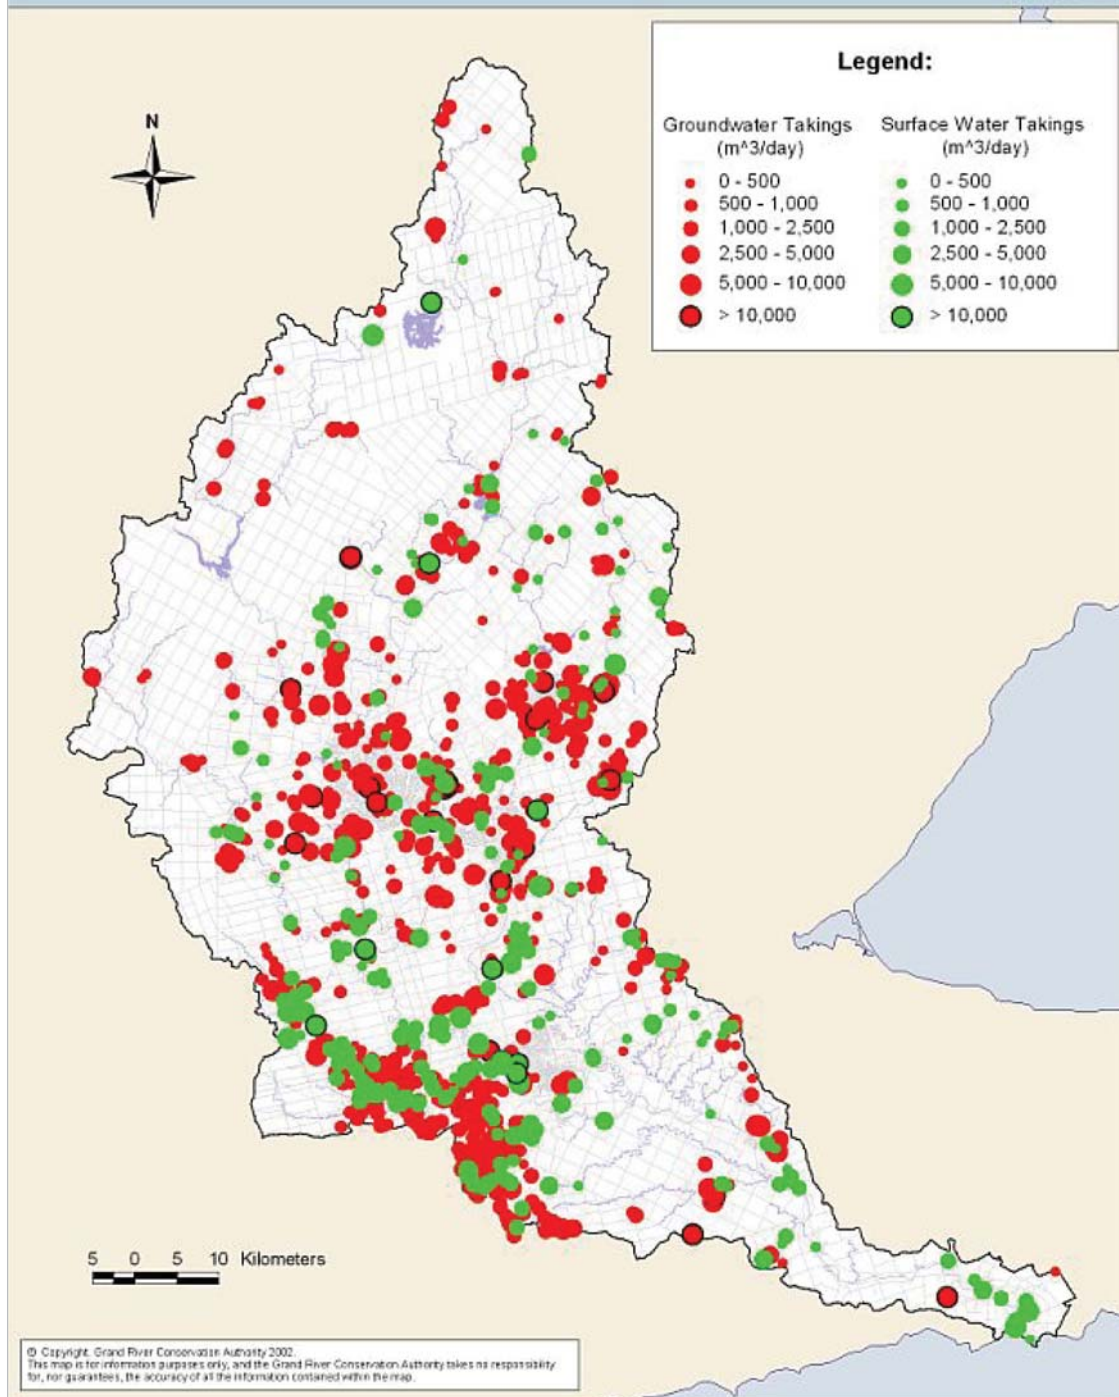 Legend:
N
Groundwater Takings
(m^3/day)
0 - 500
500 - 1,000
1,000 - 2,500
2,500 - 5,000
5,000 - 10,000
> 10,000
Surface Water Takings
(m^3/day)
0 - 500
500 - 1,000
1,000 - 2,500
2,500 - 5,000
5,000 - 10,000
> 10,000
5 0 5 10 Kilometers
© Copyright, Grand River Conservation Authority 2002.
This map is for information purposes only, and the Grand River Conservation Authority takes no responsibility
for, nor guarantees, the accuracy of all the information contained within the map.